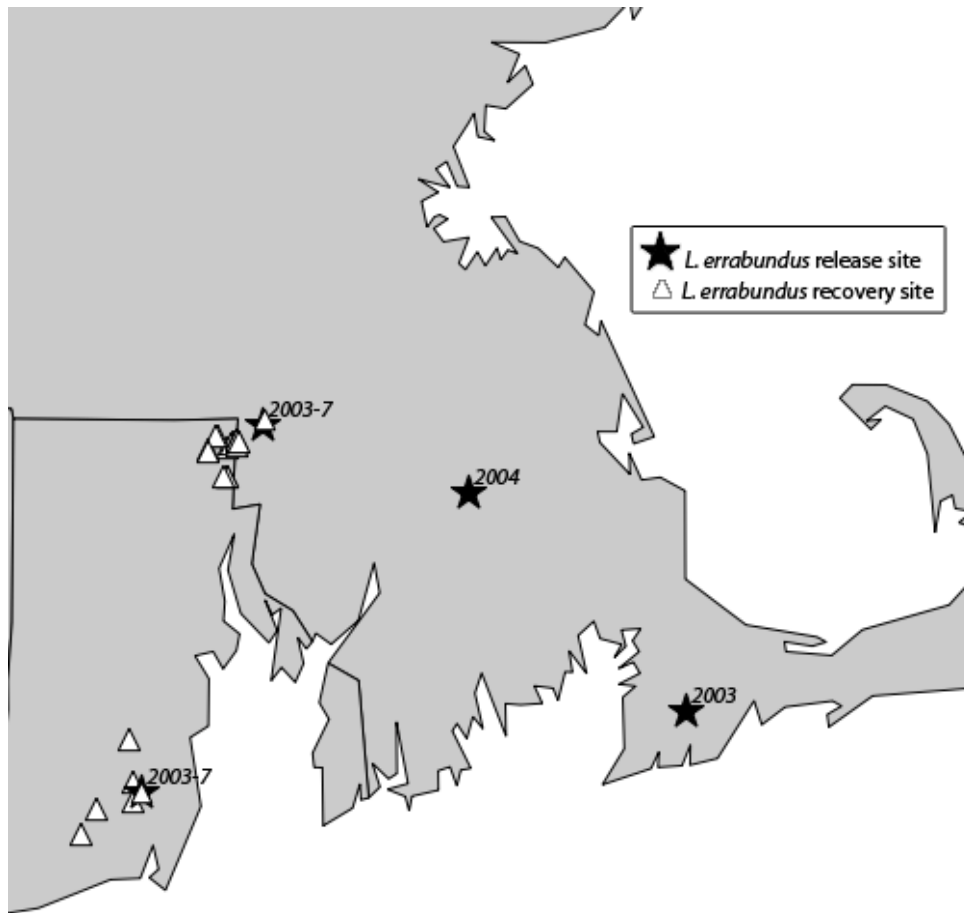 L. errabundus release site
L. errabundus recovery site
2003-7
2004
2003
2003-7